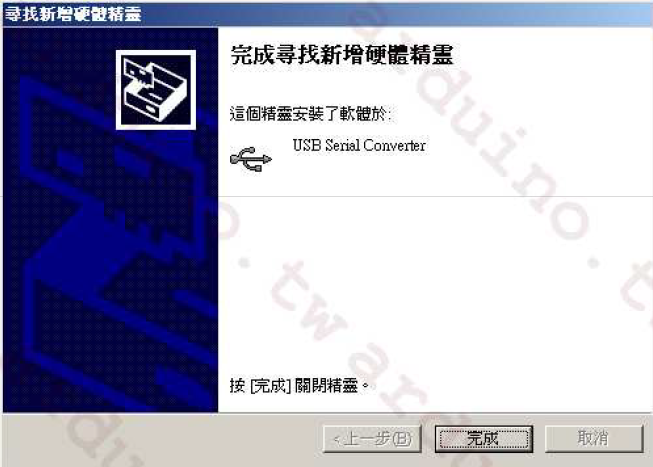 尋找新增硬體精靈
完成尋找新增硬體精靈
這個精靈安裝了軟體於:
USB Serial Converter
按 [完成] 關閉精靈。
<上一步(B)
完成
取消
arduino.tw